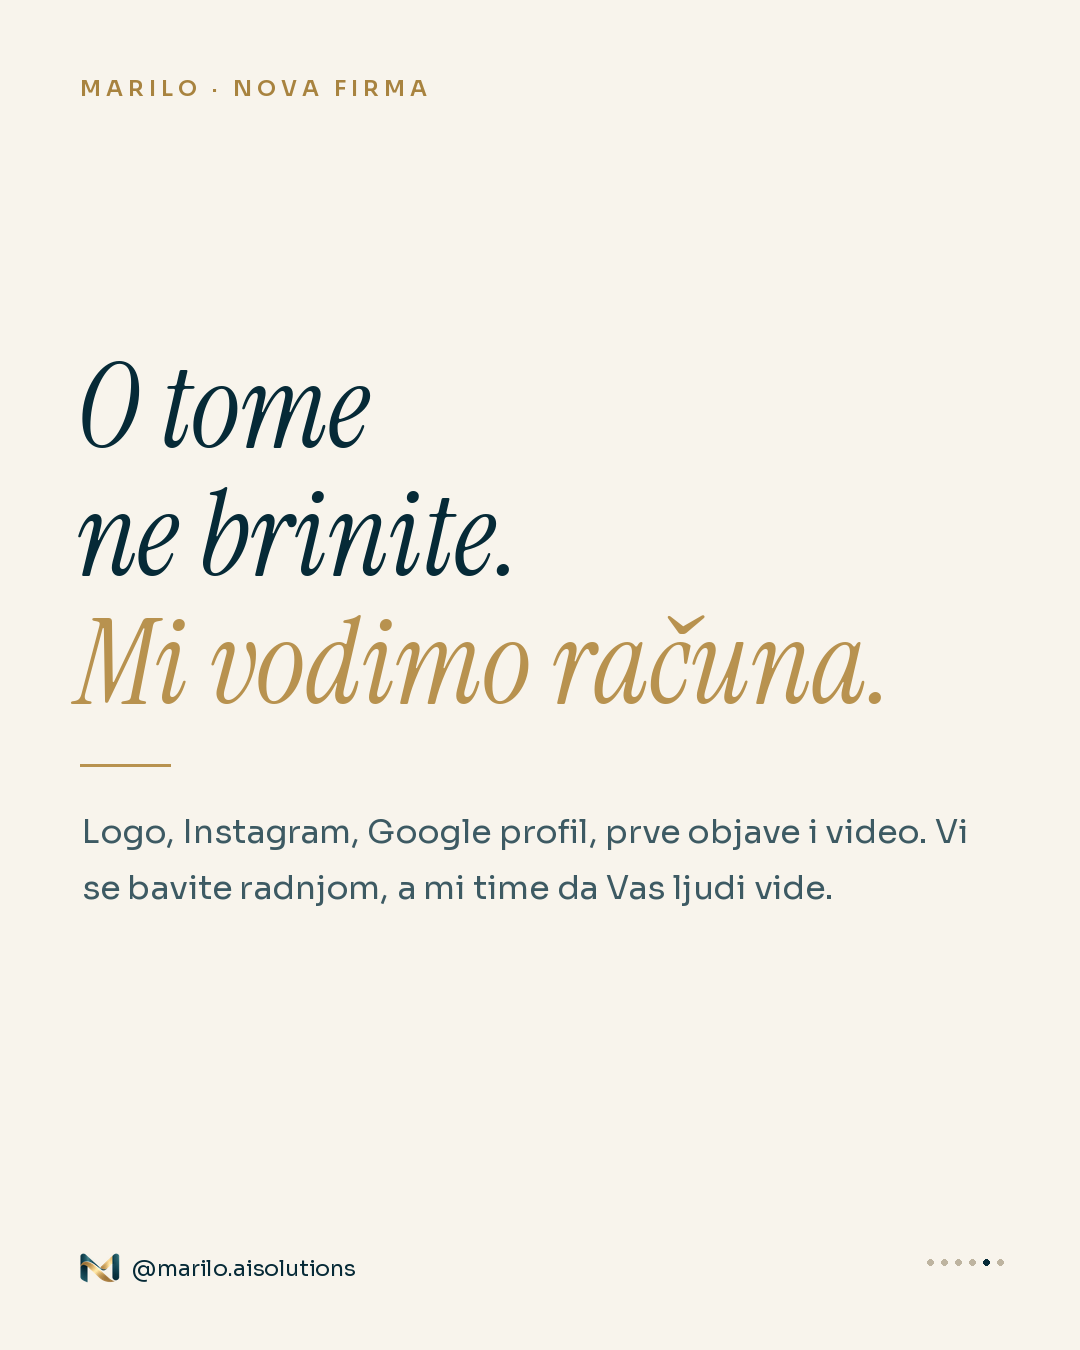 MARILO · NOVA FIRMA
O tome
ne brinite.
Mi vodimo računa.
Logo, Instagram, Google profil, prve objave i video. Vi
se bavite radnjom, a mi time da Vas ljudi vide.
@marilo.aisolutions